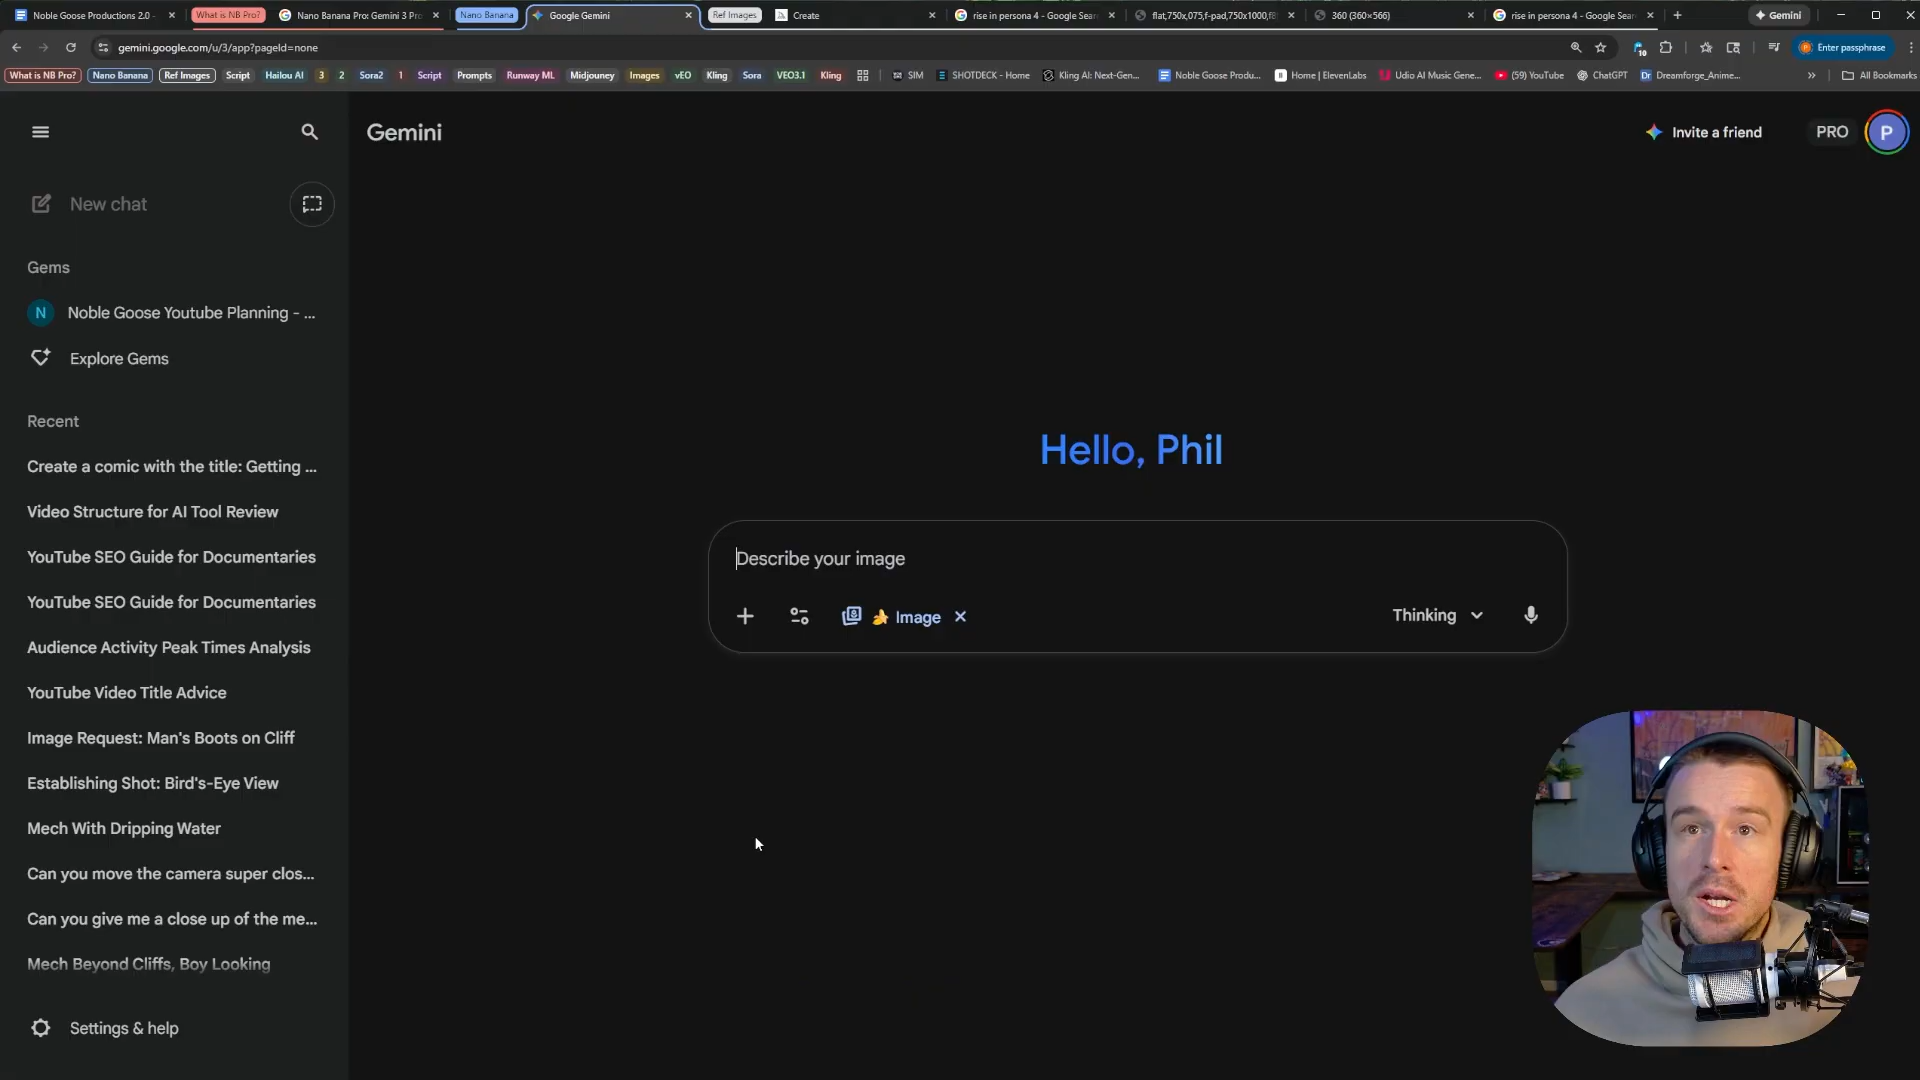 Noble Goose Productions 2.0 -
What is NB Pro?
Nano Banana Pro: Gemini 3 Pro
Nano Banana
Google Gemini
Ref Images
Create
rise in persona 4 - Google Sear
flat,750x,075,f-pad,750x1000,f8
360 (360×566)
rise in persona 4 - Google Sear
Gemini
gemini.google.com/u/3/app?pageId=none
10
Enter passphrase
What is NB Pro?
Nano Banana
Ref Images
Script
Hailou AI
3
2
Sora2
1
Script
Prompts
Runway ML
Midjouney
Images
vEO
Kling
Sora
VEO3.1
Kling
SIM
SHOTDECK - Home
Kling AI: Next-Gen...
Noble Goose Produ...
Home | ElevenLabs
Udio AI Music Gene...
(59) YouTube
ChatGPT
Dr
Dreamforge_Anime...
All Bookmarks
Gemini
Invite a friend
PRO
P
New chat
Gems
N
Noble Goose Youtube Planning - ...
Explore Gems
Recent
Create a comic with the title: Getting ...
Video Structure for AI Tool Review
YouTube SEO Guide for Documentaries
YouTube SEO Guide for Documentaries
Audience Activity Peak Times Analysis
YouTube Video Title Advice
Image Request: Man's Boots on Cliff
Establishing Shot: Bird's-Eye View
Mech With Dripping Water
Can you move the camera super clos...
Can you give me a close up of the me...
Mech Beyond Cliffs, Boy Looking
Settings & help
Hello, Phil
Describe your image
Image
Thinking